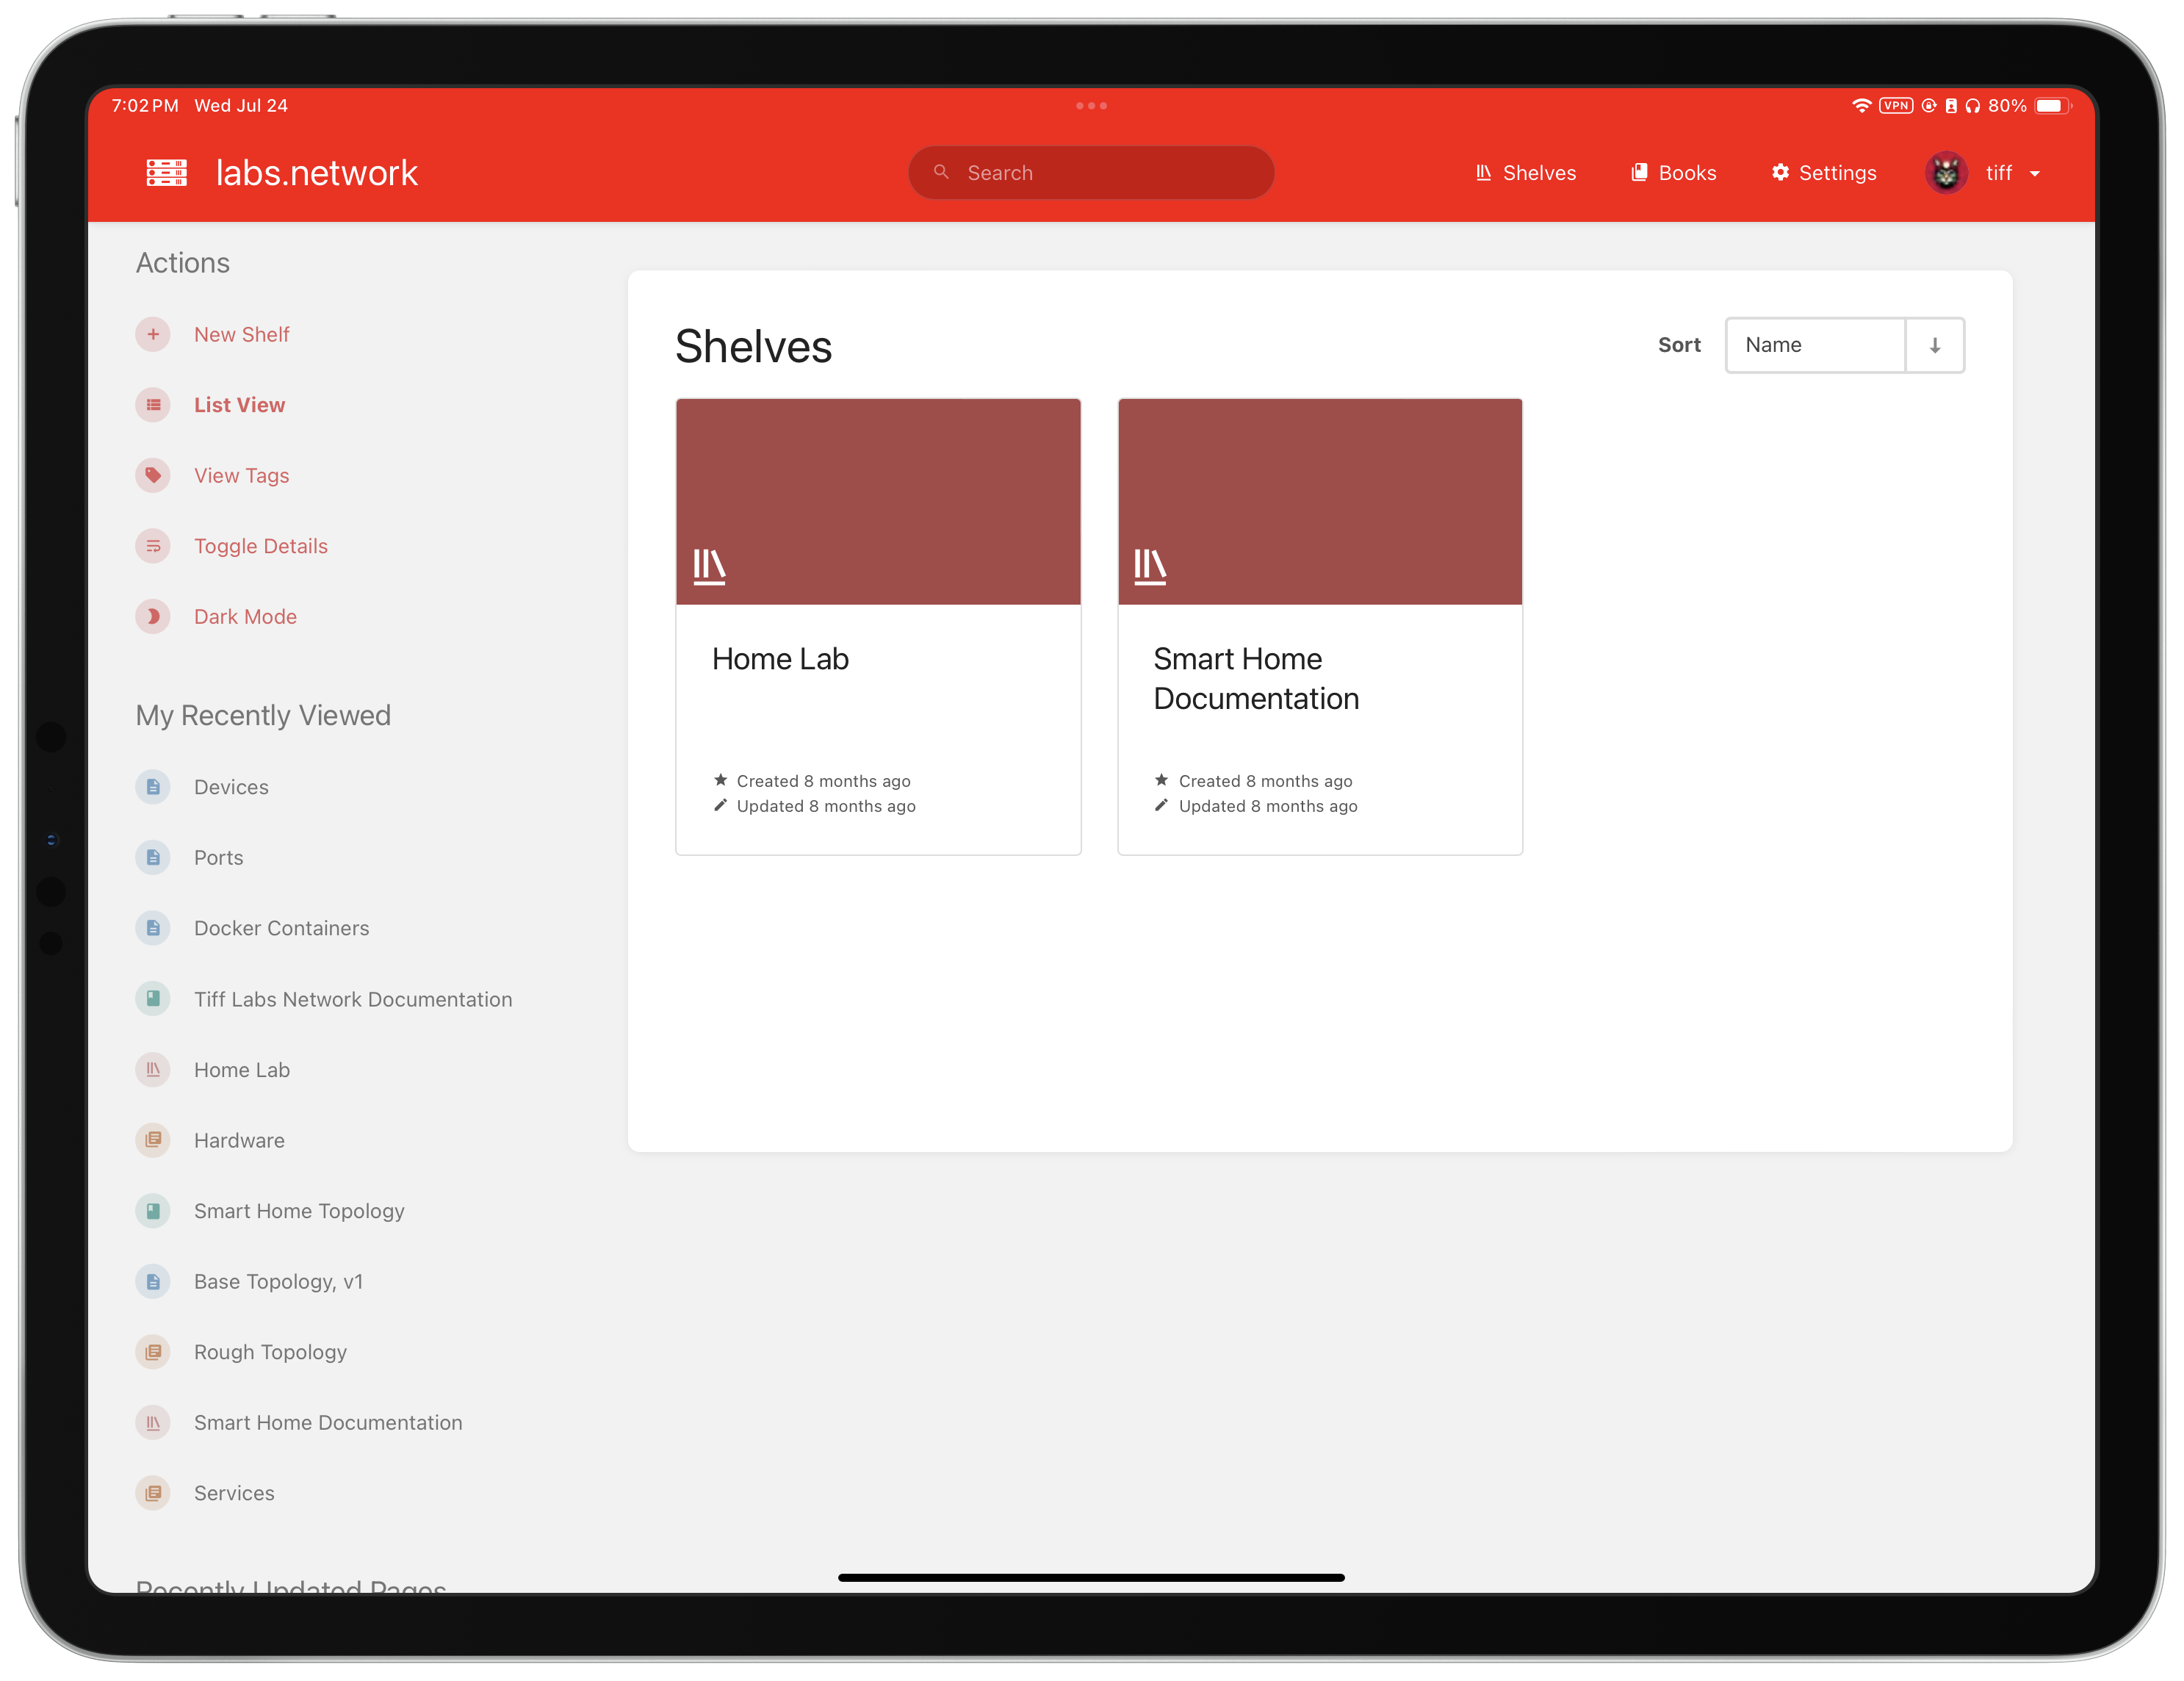 7:02 PM Wed Jul 24
VPN 80%
labs.network
Search
Shelves
Books
Settings
tiff
Actions
New Shelf
List View
View Tags
Toggle Details
Dark Mode
My Recently Viewed
Devices
Ports
Docker Containers
Tiff Labs Network Documentation
Home Lab
Hardware
Smart Home Topology
Base Topology, v1
Rough Topology
Smart Home Documentation
Services
Recently Updated Pages
Shelves
Sort
Name
Home Lab
Created 8 months ago
Updated 8 months ago
Smart Home
Documentation
Created 8 months ago
Updated 8 months ago